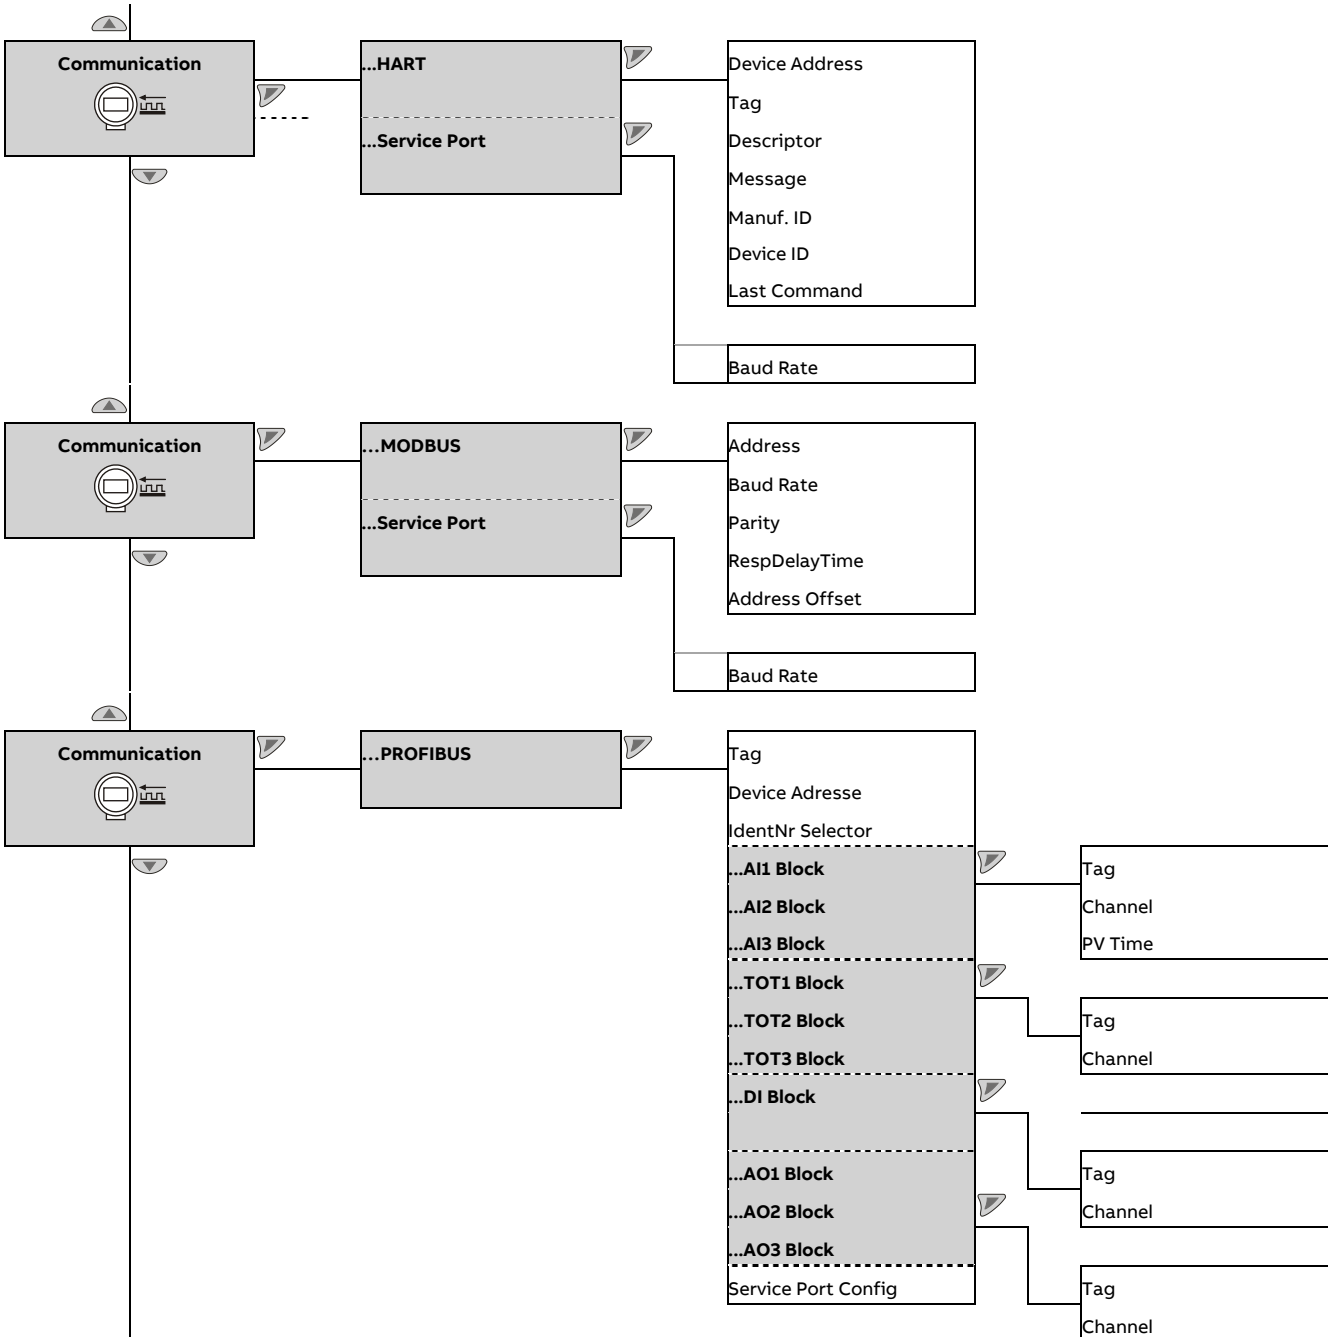 Communication
...HART
...Service Port
Device Address
Tag
Descriptor
Message
Manuf. ID
Device ID
Last Command
Baud Rate
Communication
...MODBUS
...Service Port
Address
Baud Rate
Parity
RespDelayTime
Address Offset
Baud Rate
Communication
...PROFIBUS
Tag
Device Adresse
IdentNr Selector
...AI1 Block
...AI2 Block
...AI3 Block
...TOT1 Block
...TOT2 Block
...TOT3 Block
...DI Block
...AO1 Block
...AO2 Block
...AO3 Block
Service Port Config
Tag
Channel
PV Time
Tag
Channel
Tag
Channel
Tag
Channel